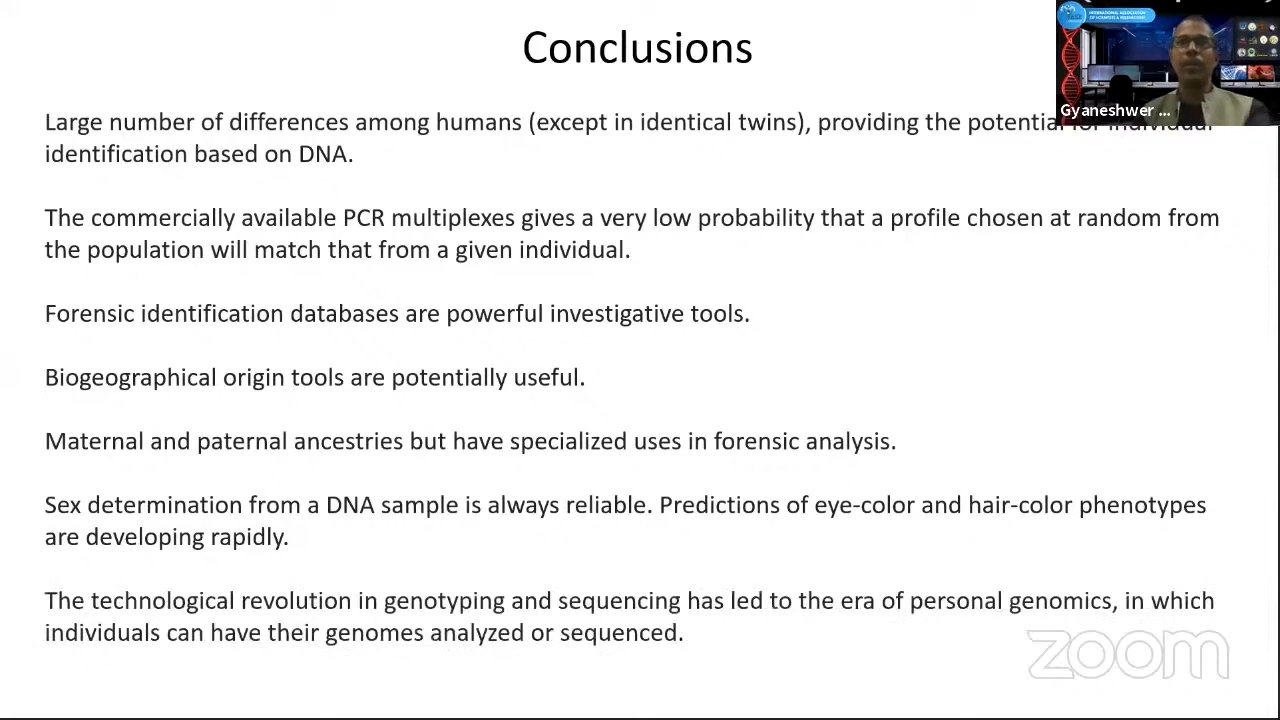 Conclusions
INTERNATIONAL ASSOCIATION
OF SCIENTISTS & RESEARCHERS
Gyaneshwer ...
Large number of differences among humans (except in identical twins), providing the potential for individual
identification based on DNA.
The commercially available PCR multiplexes gives a very low probability that a profile chosen at random from
the population will match that from a given individual.
Forensic identification databases are powerful investigative tools.
Biogeographical origin tools are potentially useful.
Maternal and paternal ancestries but have specialized uses in forensic analysis.
Sex determination from a DNA sample is always reliable. Predictions of eye-color and hair-color phenotypes
are developing rapidly.
The technological revolution in genotyping and sequencing has led to the era of personal genomics, in which
individuals can have their genomes analyzed or sequenced.
zoom